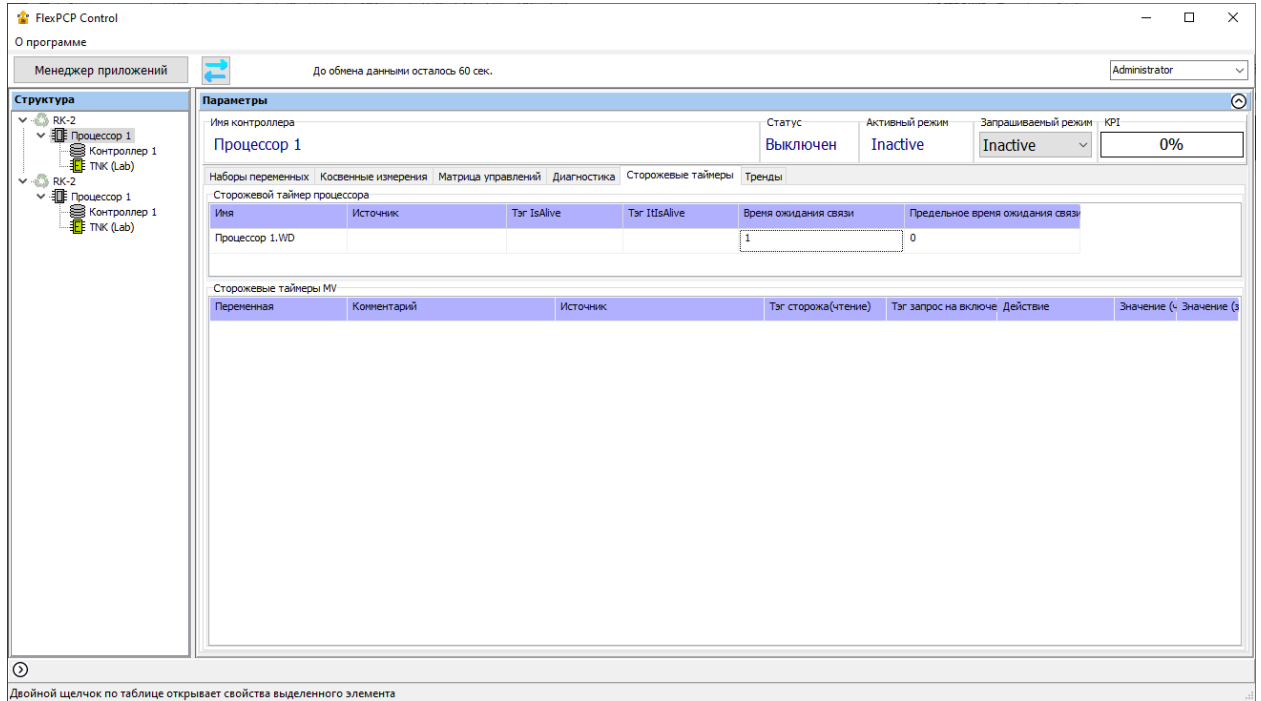 FlexPCP Control
О программе
Менеджер приложений До обмена данными осталось 60 сек. Administrator
Структура
RK-2
Процессор 1
Контроллер 1
TNK (Lab)
RK-2
Процессор 1
Контроллер 1
TNK (Lab)
Параметры
Имя контроллера Статус Активный режим Запрашиваемый режим KPI
Процессор 1 Выключен Inactive Inactive 0%
Наборы переменных Косвенные измерения Матрица управлений Диагностика Сторожевые таймеры Тренды
Сторожевой таймер процессора
Имя Источник Тэг IsAlive Тэг ItIsAlive Время ожидания связи Предельное время ожидания связи
Процессор 1.WD 1 0
Сторожевые таймеры MV
Переменная Комментарий Источник Тэг сторожа(чтение) Тэг запрос на включе Действие Значение (ч Значение (з
Двойной щелчок по таблице открывает свойства выделенного элемента